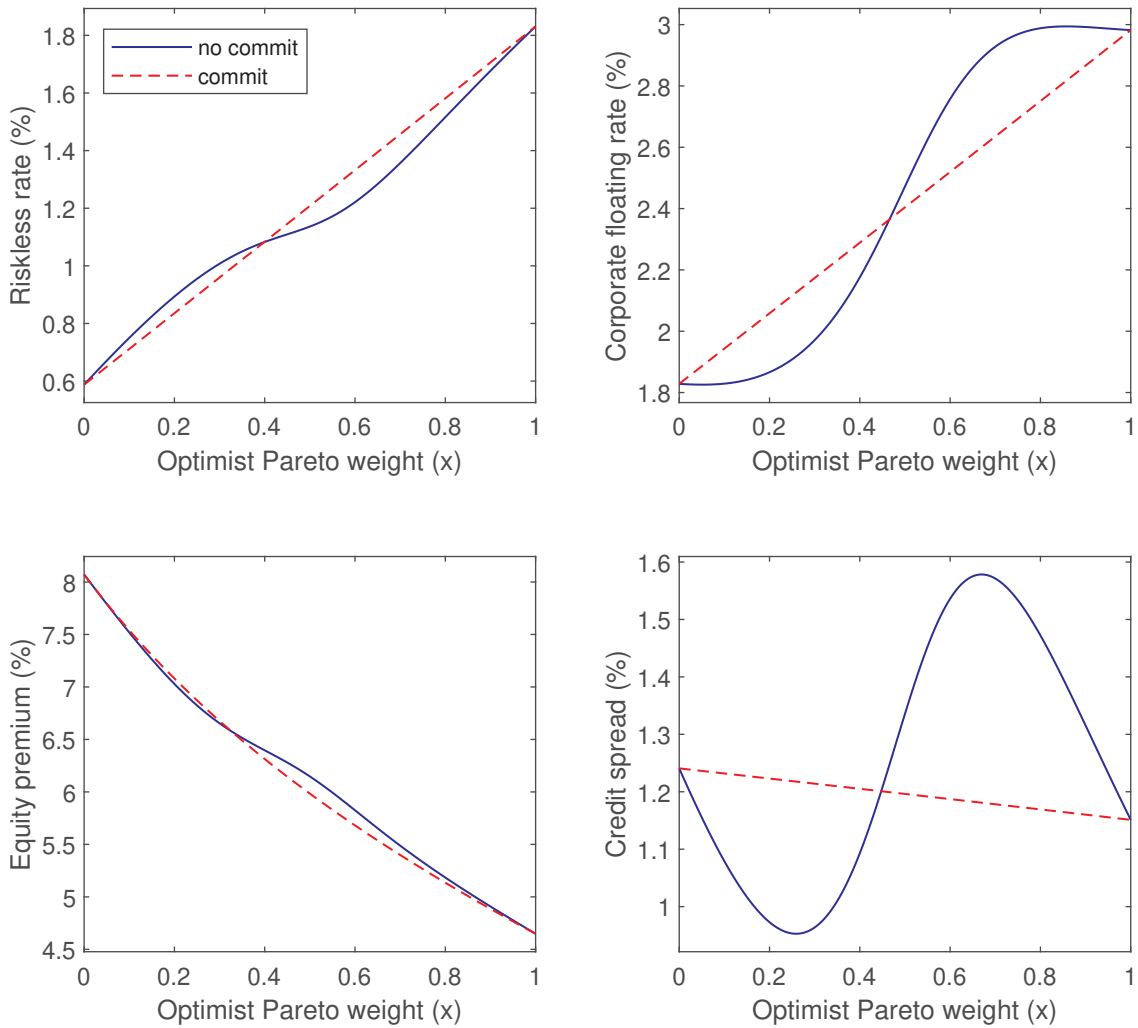 Riskless rate (%)
1.8
1.6
1.4
1.2
1
0.8
0.6
no commit
commit
0 0.2 0.4 0.6 0.8 1
Optimist Pareto weight (x)
Corporate floating rate (%)
3
2.8
2.6
2.4
2.2
2
1.8
0 0.2 0.4 0.6 0.8 1
Optimist Pareto weight (x)
Equity premium (%)
8
7.5
7
6.5
6
5.5
5
4.5
0 0.2 0.4 0.6 0.8 1
Optimist Pareto weight (x)
Credit spread (%)
1.6
1.5
1.4
1.3
1.2
1.1
1
0 0.2 0.4 0.6 0.8 1
Optimist Pareto weight (x)